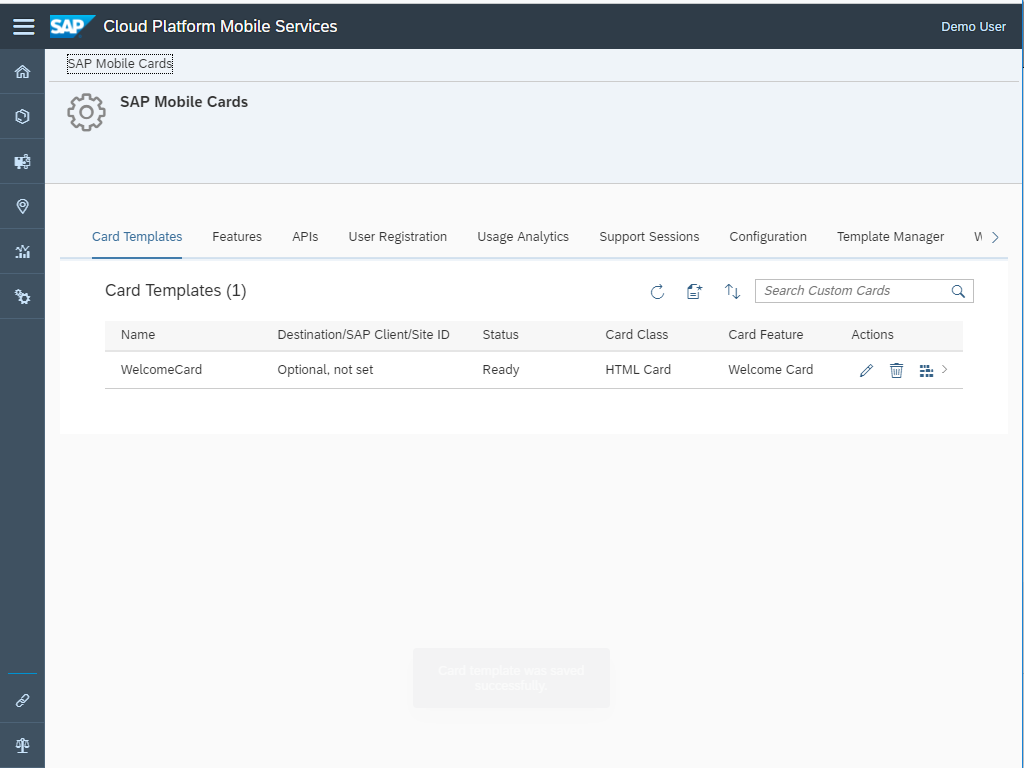 SAP Cloud Platform Mobile Services Demo User
SAP Mobile Cards
SAP Mobile Cards
Card Templates Features APIs User Registration Usage Analytics Support Sessions Configuration Template Manager
Card Templates (1) Search Custom Cards
Name Destination/SAP Client/Site ID Status Card Class Card Feature Actions
WelcomeCard Optional, not set Ready HTML Card Welcome Card
Card template was saved
successfully.